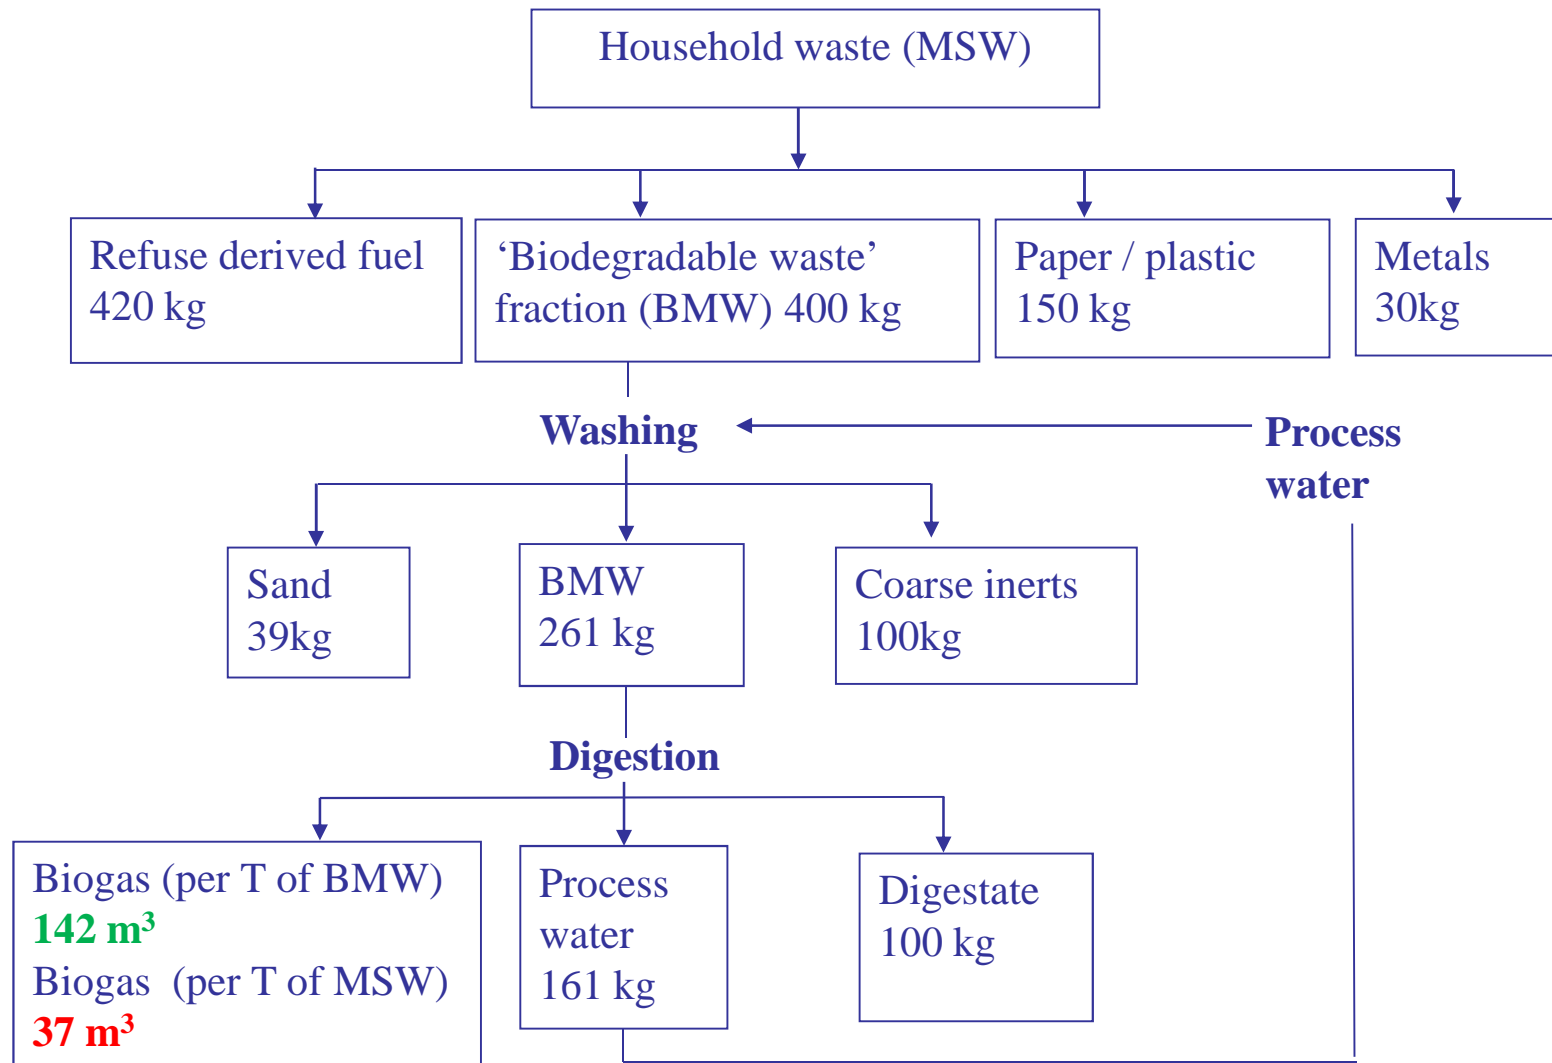 Household waste (MSW)
Refuse derived fuel
420 kg
‘Biodegradable waste’
fraction (BMW) 400 kg
Paper / plastic
150 kg
Metals
30kg
Washing
Process
water
Sand
39kg
BMW
261 kg
Coarse inerts
100kg
Digestion
Biogas (per T of BMW)
142 m³
Biogas (per T of MSW)
37 m³
Process
water
161 kg
Digestate
100 kg